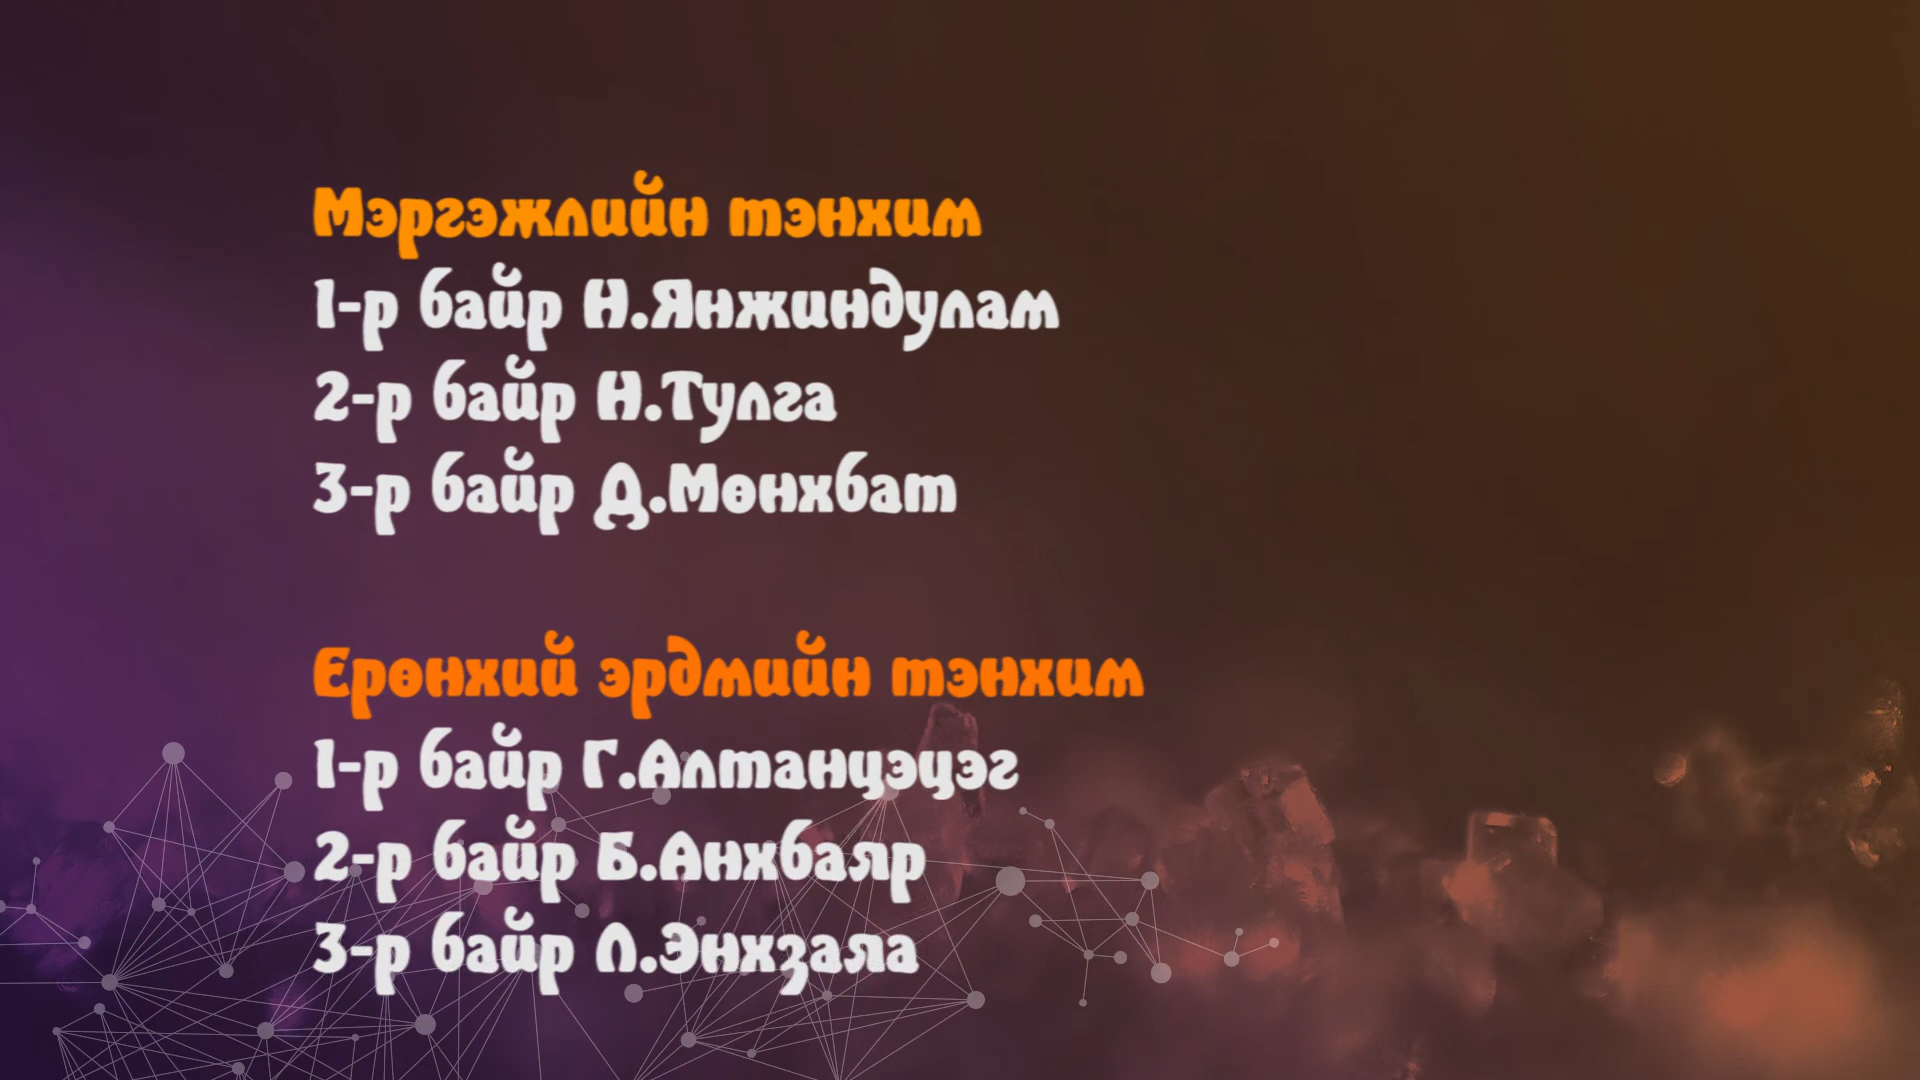 Мэргэжлийн тэнхим
1-р байр Н.Янжиндулам
2-р байр Н.Тулга
3-р байр Д.Мөнхбат
Ерөнхий эрдмийн тэнхим
1-р байр Г.Алтанцэцэг
2-р байр Б.Анхбаяр
3-р байр Л.Энхзаяа